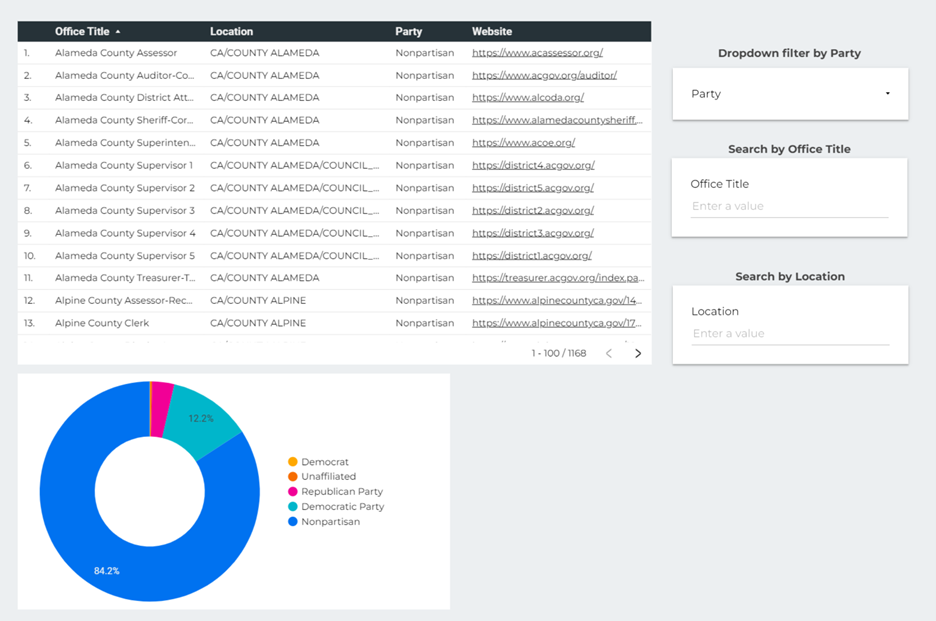 Office Title Location Party Website
1. Alameda County Assessor CA/COUNTY ALAMEDA Nonpartisan https://www.acassessor.org/
2. Alameda County Auditor-Co... CA/COUNTY ALAMEDA Nonpartisan https://www.acgov.org/auditor/
3. Alameda County District Att... CA/COUNTY ALAMEDA Nonpartisan https://www.alcoda.org/
4. Alameda County Sheriff-Cor... CA/COUNTY ALAMEDA Nonpartisan https://www.alamedacountysheriff....
5. Alameda County Superinten... CA/COUNTY ALAMEDA Nonpartisan https://www.acoe.org/
6. Alameda County Supervisor 1 CA/COUNTY ALAMEDA/COUNCIL_... Nonpartisan https://district4.acgov.org/
7. Alameda County Supervisor 2 CA/COUNTY ALAMEDA/COUNCIL_... Nonpartisan https://district5.acgov.org/
8. Alameda County Supervisor 3 CA/COUNTY ALAMEDA/COUNCIL_... Nonpartisan https://district2.acgov.org/
9. Alameda County Supervisor 4 CA/COUNTY ALAMEDA/COUNCIL_... Nonpartisan https://district3.acgov.org/
10. Alameda County Supervisor 5 CA/COUNTY ALAMEDA/COUNCIL_... Nonpartisan https://district1.acgov.org/
11. Alameda County Treasurer-T... CA/COUNTY ALAMEDA Nonpartisan https://treasurer.acgov.org/index.pa...
12. Alpine County Assessor-Rec... CA/COUNTY ALPINE Nonpartisan https://www.alpinecountyca.gov/14...
13. Alpine County Clerk CA/COUNTY ALPINE Nonpartisan https://www.alpinecountyca.gov/17...
1 - 100 / 1168
Dropdown filter by Party
Party
Search by Office Title
Office Title
Enter a value
Search by Location
Location
Enter a value
12.2%
84.2%
Democrat
Unaffiliated
Republican Party
Democratic Party
Nonpartisan